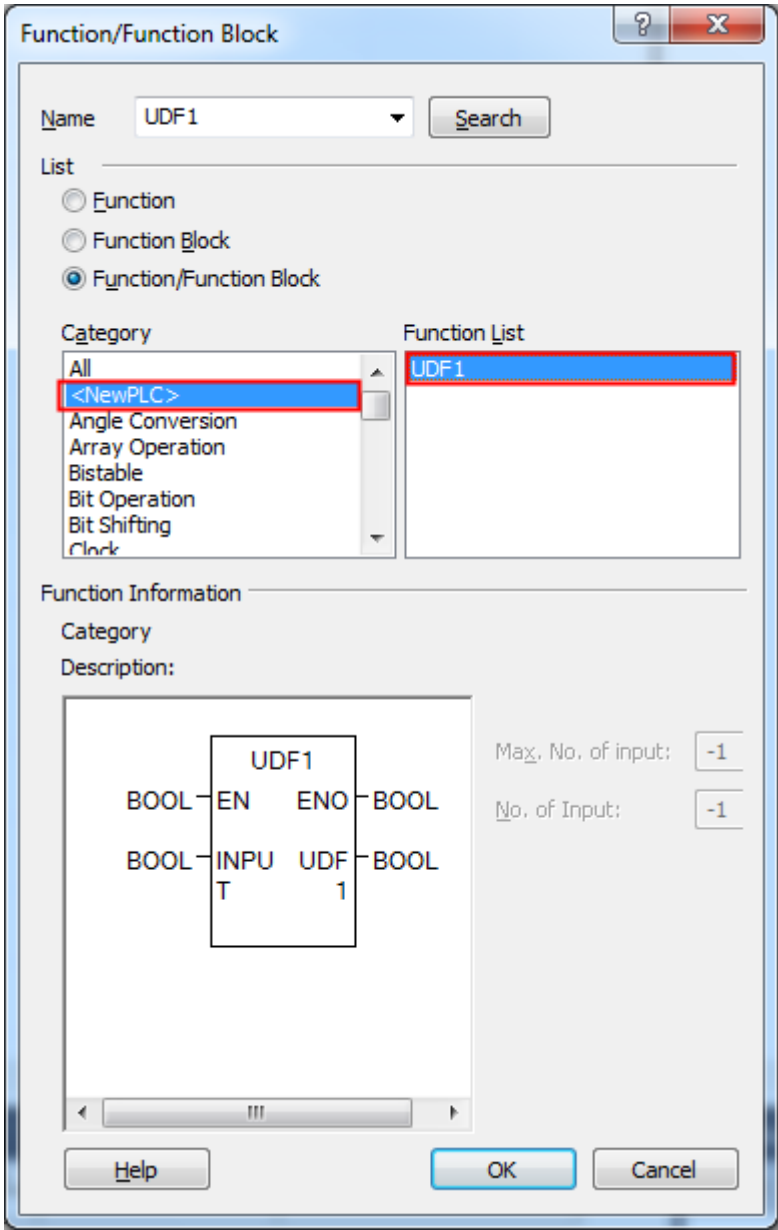 Function/Function Block
Name UDF1 Search
List
Function
Function Block
Function/Function Block
Category Function List
All UDF1
<NewPLC>
Angle Conversion
Array Operation
Bistable
Bit Operation
Bit Shifting
Clock
Function Information
Category
Description:
UDF1
BOOL EN ENO BOOL
BOOL INPU UDF BOOL
T 1
Max. No. of input: -1
No. of Input: -1
Help OK Cancel